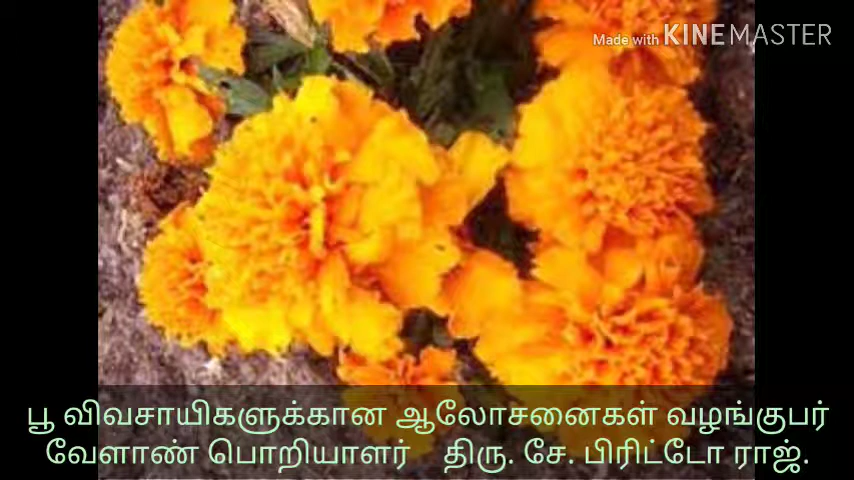 Made with KINEMASTER
பூ விவசாயிகளுக்கான ஆலோசனைகள் வழங்குபர்
வேளாண் பொறியாளர் திரு. சே. பிரிட்டோ ராஜ்.